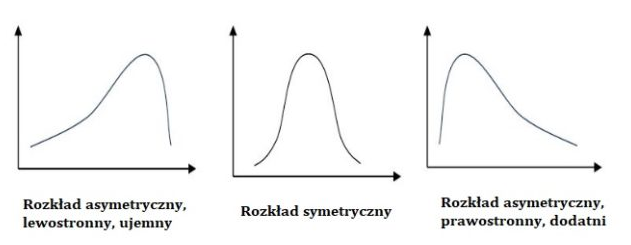 Rozkład asymetryczny,
lewostronny, ujemny
Rozkład symetryczny
Rozkład asymetryczny,
prawostronny, dodatni